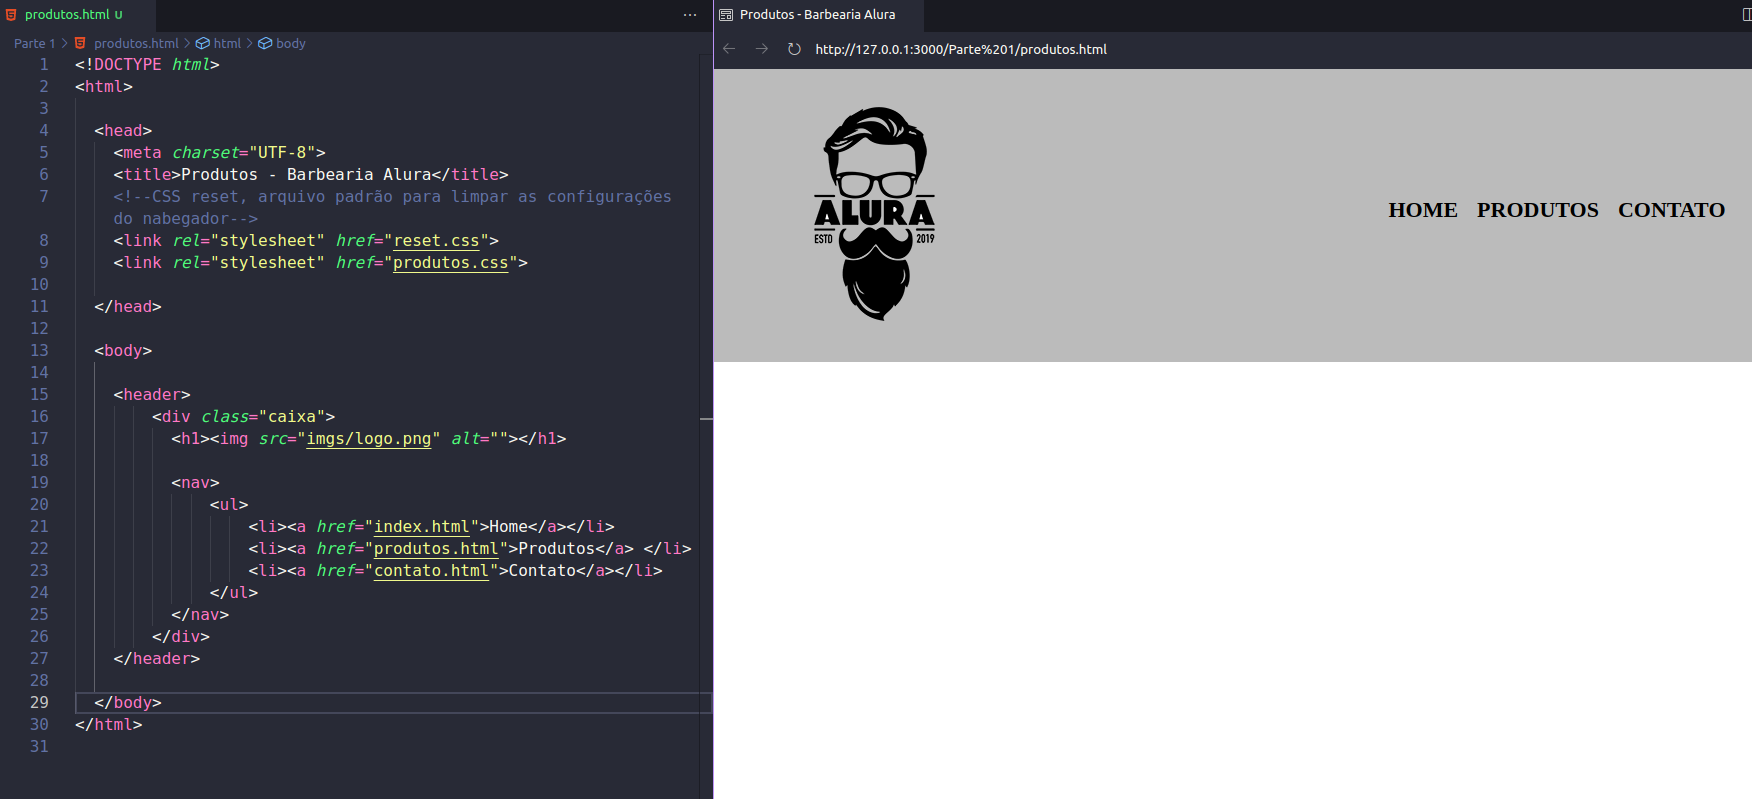 produtos.html U
···
Parte 1 > produtos.html > html > body
1 <!DOCTYPE html>
2 <html>
3
4 <head>
5 <meta charset="UTF-8">
6 <title>Produtos - Barbearia Alura</title>
7 <!--CSS reset, arquivo padrão para limpar as configurações
do nabegador-->
8 <link rel="stylesheet" href="reset.css">
9 <link rel="stylesheet" href="produtos.css">
10
11 </head>
12
13 <body>
14
15 <header>
16 <div class="caixa">
17 <h1><img src="imgs/logo.png" alt=""></h1>
18
19 <nav>
20 <ul>
21 <li><a href="index.html">Home</a></li>
22 <li><a href="produtos.html">Produtos</a> </li>
23 <li><a href="contato.html">Contato</a></li>
24 </ul>
25 </nav>
26 </div>
27 </header>
28
29 </body>
30 </html>
31
Produtos - Barbearia Alura
http://127.0.0.1:3000/Parte%201/produtos.html
ALURA
ESTD 2019
HOME PRODUTOS CONTATO